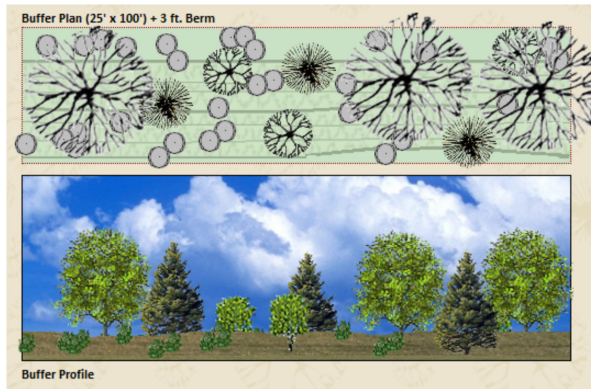 Buffer Plan (25' x 100') + 3 ft. Berm
Buffer Profile